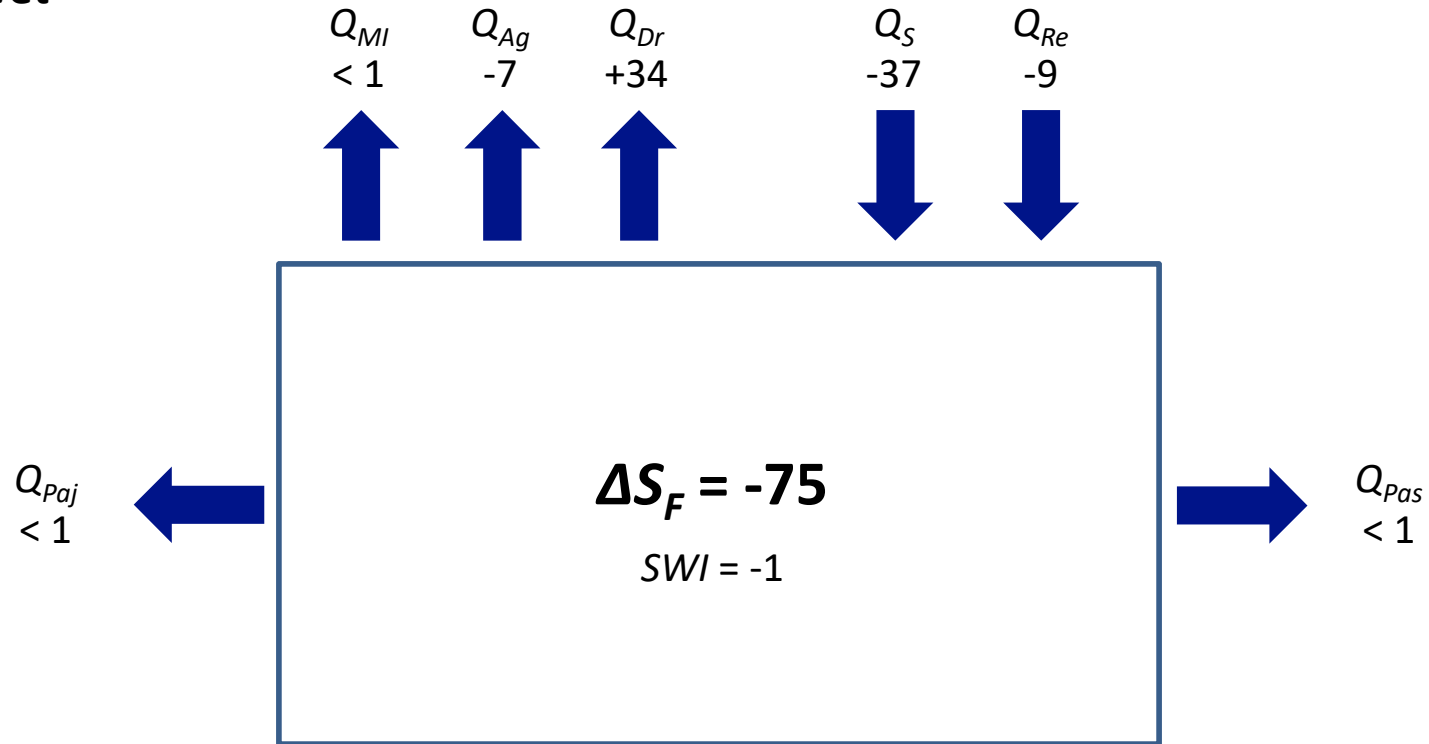 Q_MI Q_Ag Q_Dr Q_S Q_Re
< 1 -7 +34 -37 -9
Q_Paj
< 1
ΔS_F = -75
SWI = -1
Q_Pas
< 1